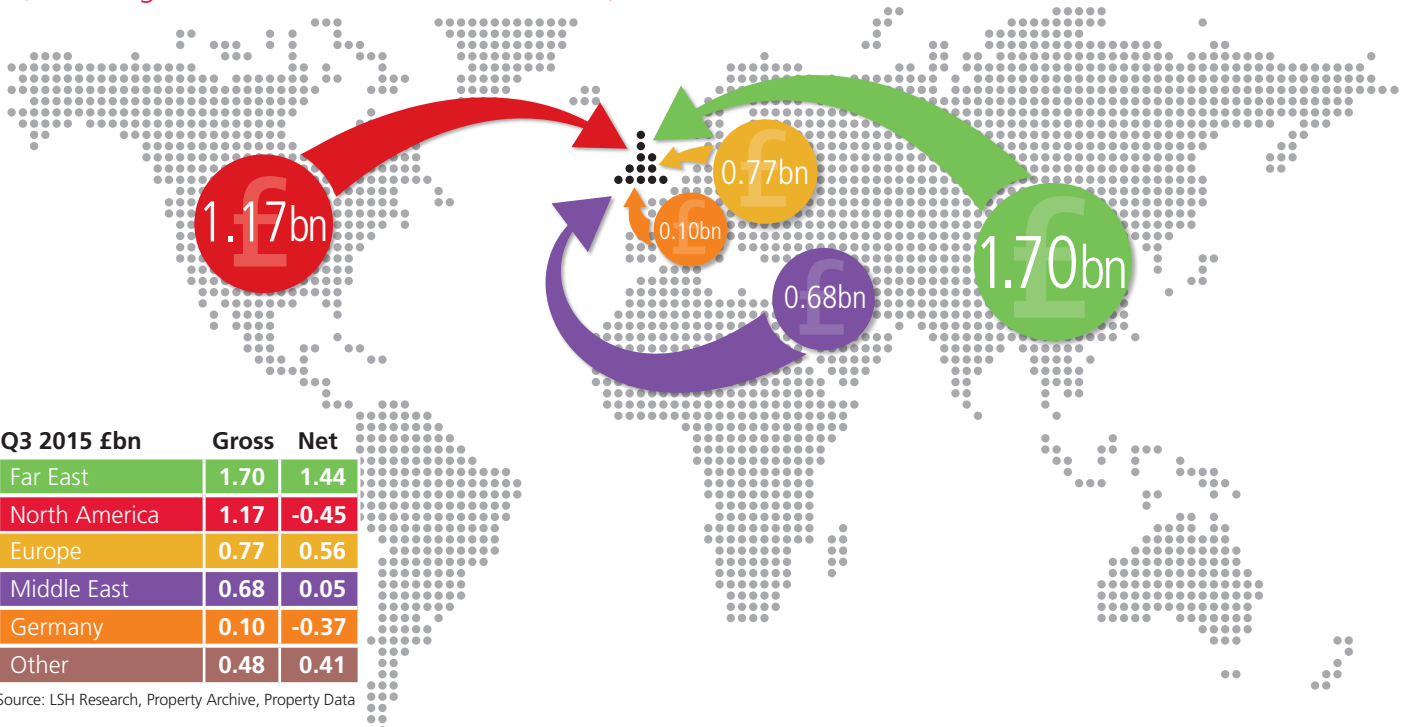 £
1.17bn
£
0.77bn
£
0.10bn
£
1.70bn
£
0.68bn
Q3 2015 £bn Gross Net
Far East 1.70 1.44
North America 1.17 -0.45
Europe 0.77 0.56
Middle East 0.68 0.05
Germany 0.10 -0.37
Other 0.48 0.41
Source: LSH Research, Property Archive, Property Data